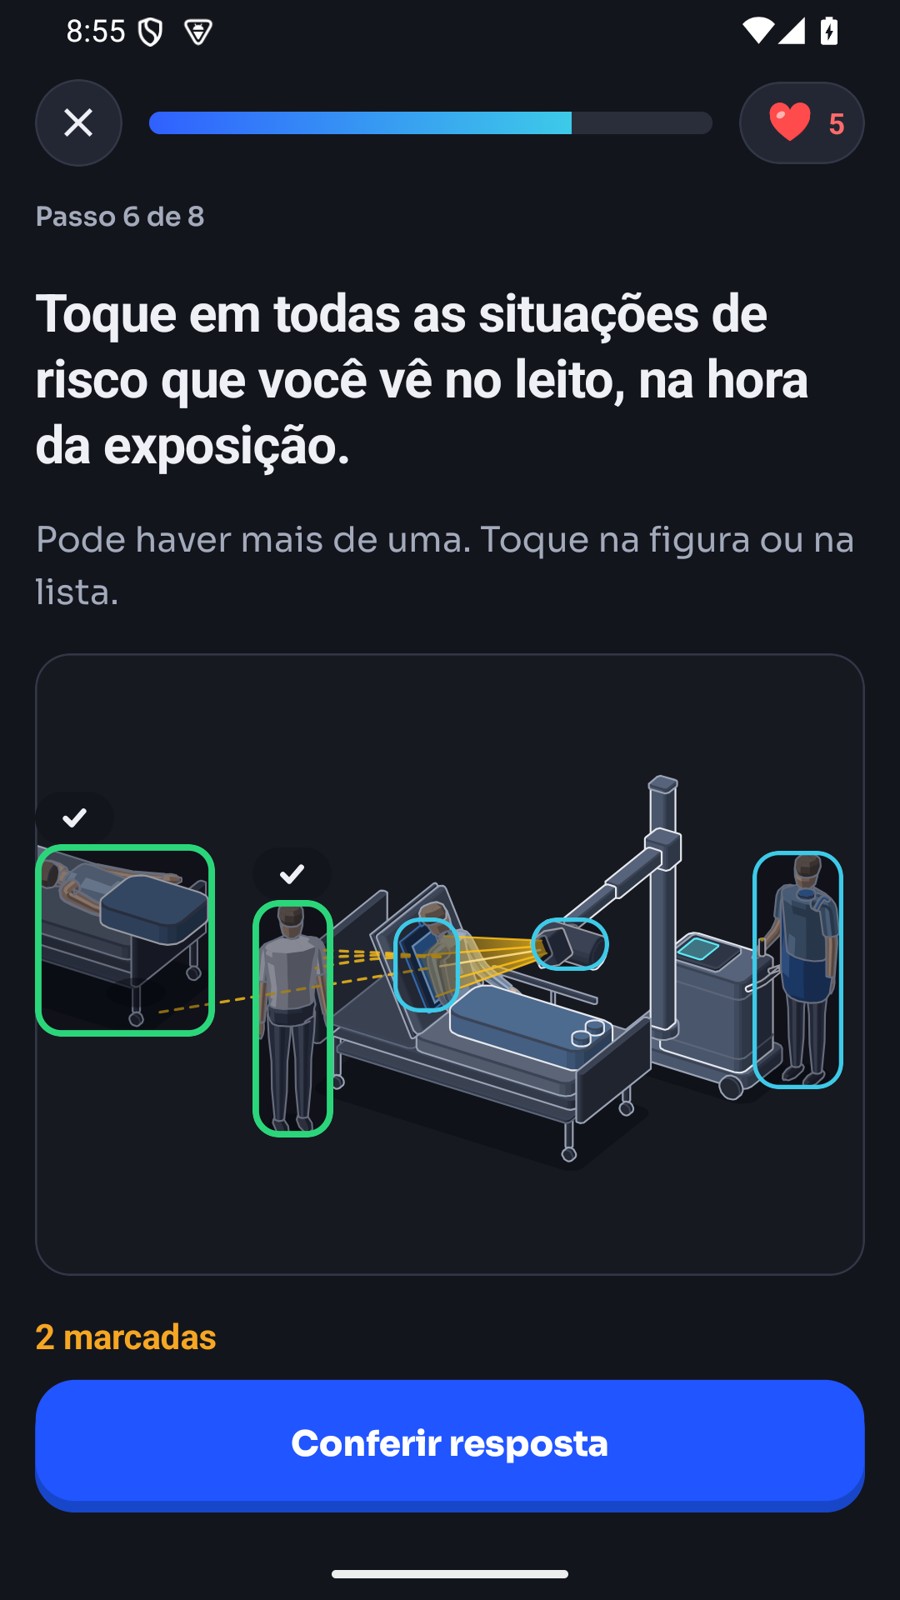 8:55
5
Passo 6 de 8
Toque em todas as situações de
risco que você vê no leito, na hora
da exposição.
Pode haver mais de uma. Toque na figura ou na
lista.
2 marcadas
Conferir resposta